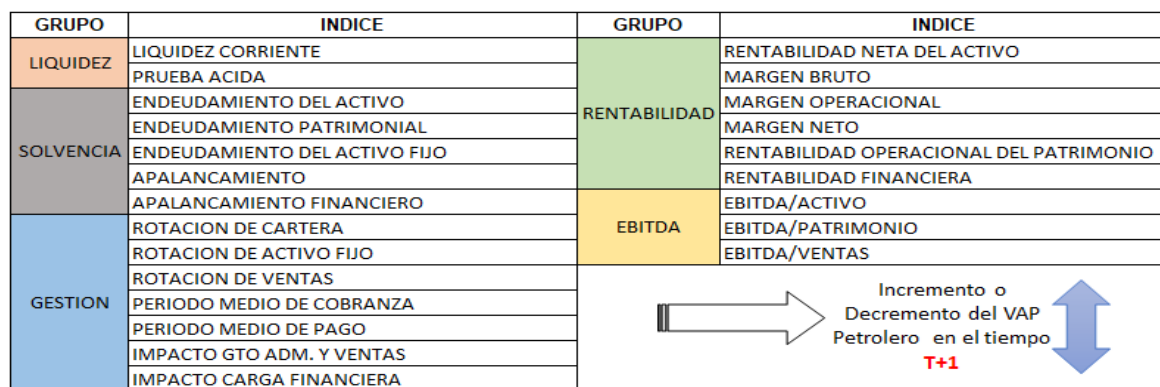 GRUPO INDICE
LIQUIDEZ
LIQUIDEZ CORRIENTE
PRUEBA ACIDA
SOLVENCIA
ENDEUDAMIENTO DEL ACTIVO
ENDEUDAMIENTO PATRIMONIAL
ENDEUDAMIENTO DEL ACTIVO FIJO
APALANCAMIENTO
APALANCAMIENTO FINANCIERO
GESTION
ROTACION DE CARTERA
ROTACION DE ACTIVO FIJO
ROTACION DE VENTAS
PERIODO MEDIO DE COBRANZA
PERIODO MEDIO DE PAGO
IMPACTO GTO ADM. Y VENTAS
IMPACTO CARGA FINANCIERA
GRUPO INDICE
RENTABILIDAD
RENTABILIDAD NETA DEL ACTIVO
MARGEN BRUTO
MARGEN OPERACIONAL
MARGEN NETO
RENTABILIDAD OPERACIONAL DEL PATRIMONIO
RENTABILIDAD FINANCIERA
EBITDA
EBITDA/ACTIVO
EBITDA/PATRIMONIO
EBITDA/VENTAS
Incremento o
Decremento del VAP
Petrolero en el tiempo
T+1